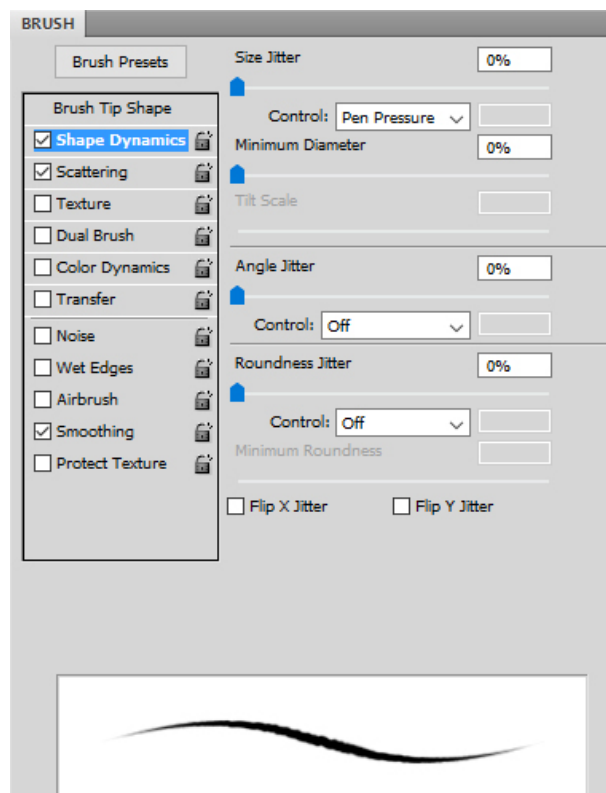 BRUSH
Brush Presets
Brush Tip Shape
Shape Dynamics
Scattering
Texture
Dual Brush
Color Dynamics
Transfer
Noise
Wet Edges
Airbrush
Smoothing
Protect Texture
Size Jitter 0%
Control: Pen Pressure
Minimum Diameter 0%
Tilt Scale
Angle Jitter 0%
Control: Off
Roundness Jitter 0%
Control: Off
Minimum Roundness
Flip X Jitter Flip Y Jitter